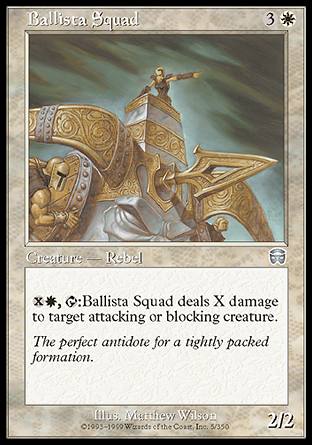 Ballista Squad 3
Creature — Rebel
X, :Ballista Squad deals X damage
to target attacking or blocking creature.
The perfect antidote for a tightly packed
formation.
2/2
Illus. Matthew Wilson
©1993-1999 Wizards of the Coast, Inc. 5/350